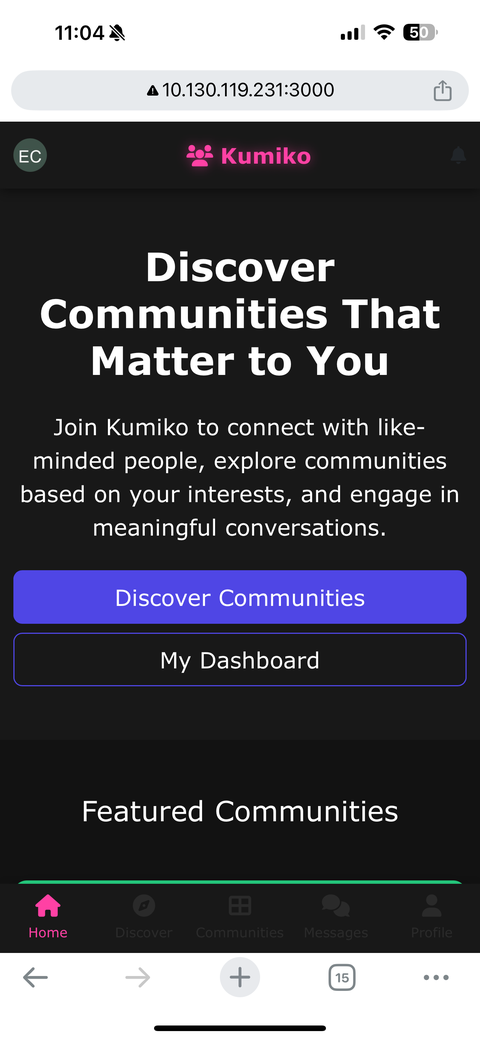 11:04
50
10.130.119.231:3000
EC
Kumiko
Discover
Communities That
Matter to You
Join Kumiko to connect with like-
minded people, explore communities
based on your interests, and engage in
meaningful conversations.
Discover Communities
My Dashboard
Featured Communities
Home Discover Communities Messages Profile
15